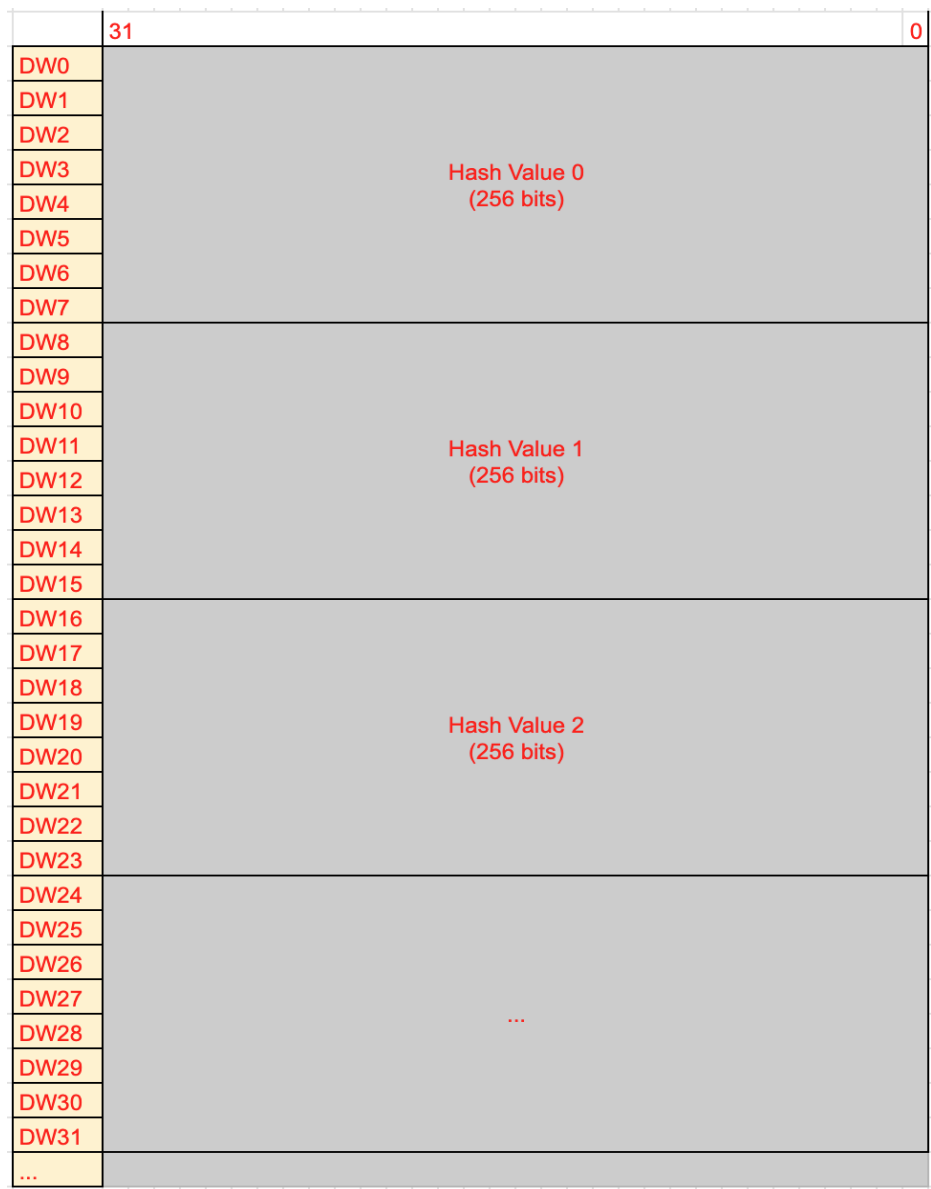 31 0
DW0
DW1
DW2
DW3
Hash Value 0
(256 bits)
DW4
DW5
DW6
DW7
DW8
DW9
DW10
DW11
Hash Value 1
(256 bits)
DW12
DW13
DW14
DW15
DW16
DW17
DW18
DW19
Hash Value 2
(256 bits)
DW20
DW21
DW22
DW23
DW24
DW25
DW26
DW27
...
DW28
DW29
DW30
DW31
...